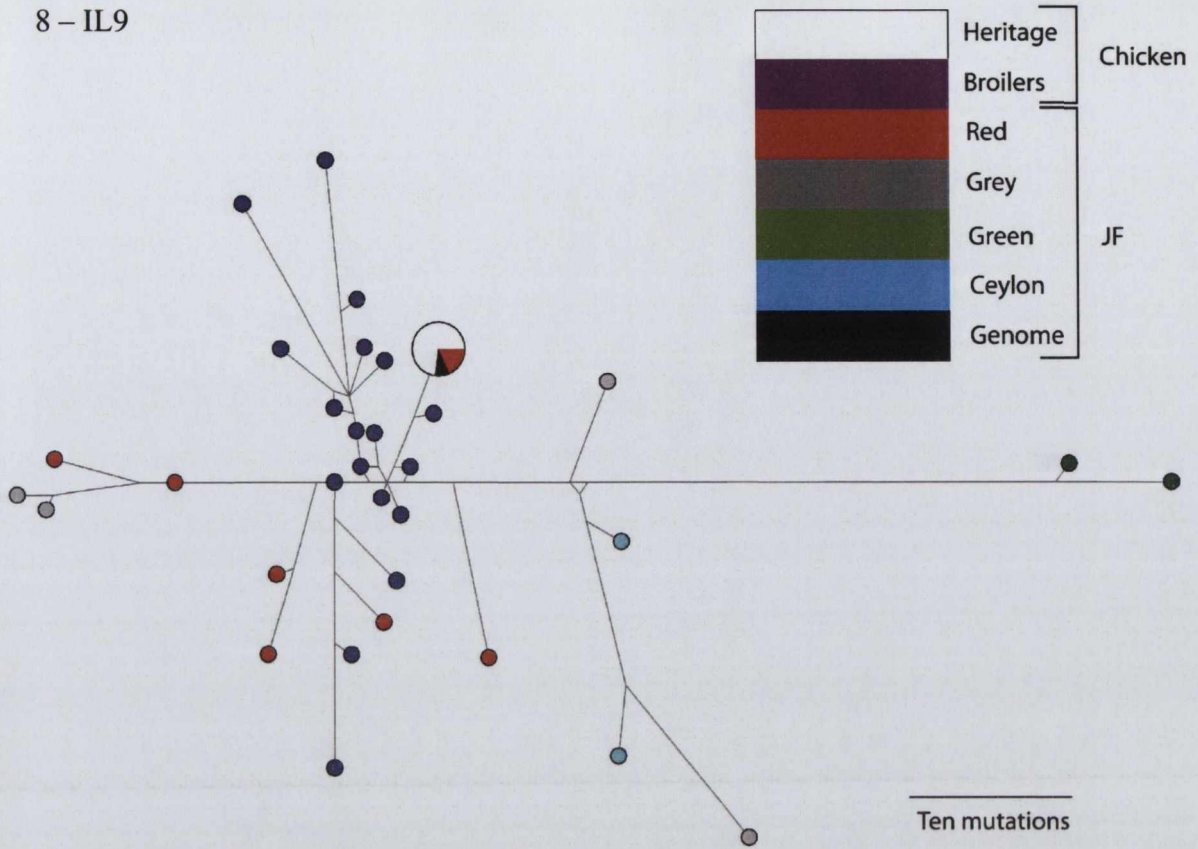 8 – IL9
Heritage
Broilers
Chicken
Red
Grey
Green
JF
Ceylon
Genome
Ten mutations